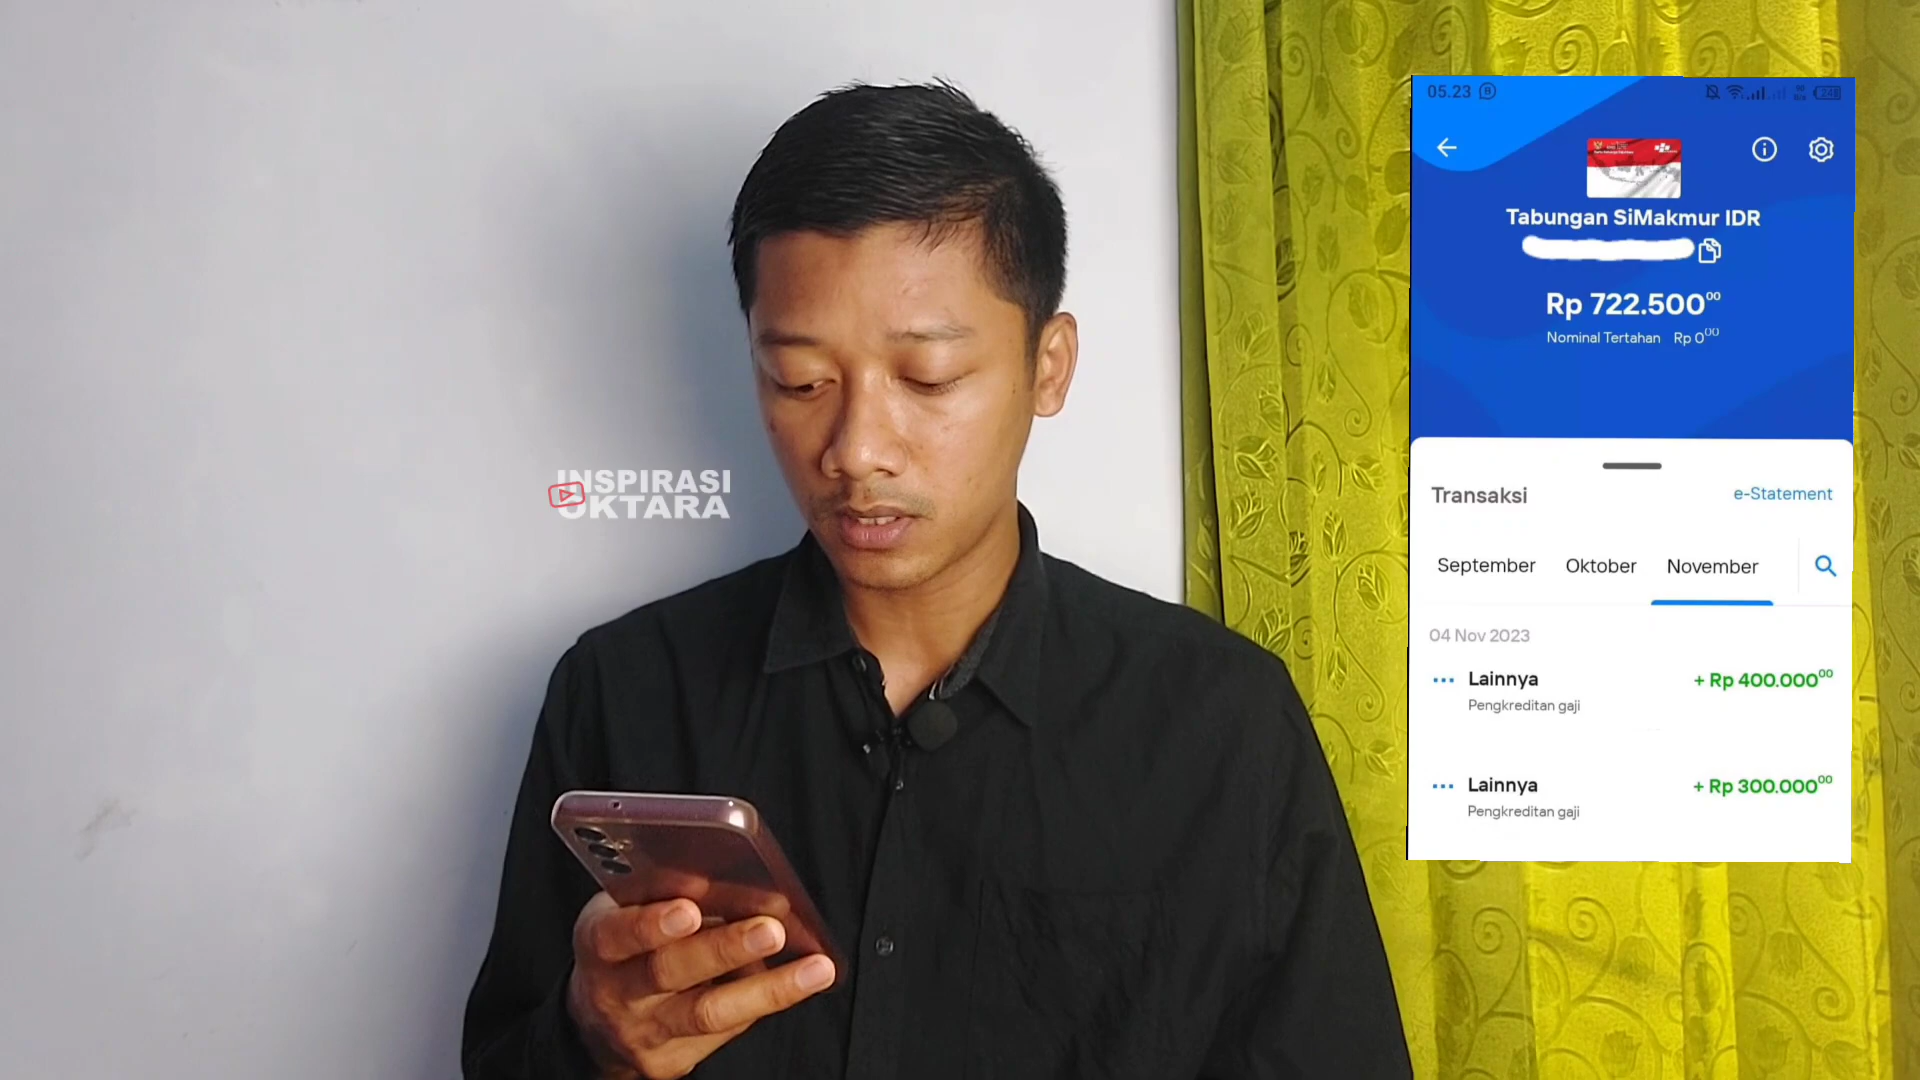 INSPIRASI
OKTARA
05.23
Tabungan SiMakmur IDR
Rp 722.500⁰⁰
Nominal Tertahan Rp 0⁰⁰
Transaksi
e-Statement
September Oktober November
04 Nov 2023
Lainnya
+ Rp 400.000⁰⁰
Pengkreditan gaji
Lainnya
+ Rp 300.000⁰⁰
Pengkreditan gaji